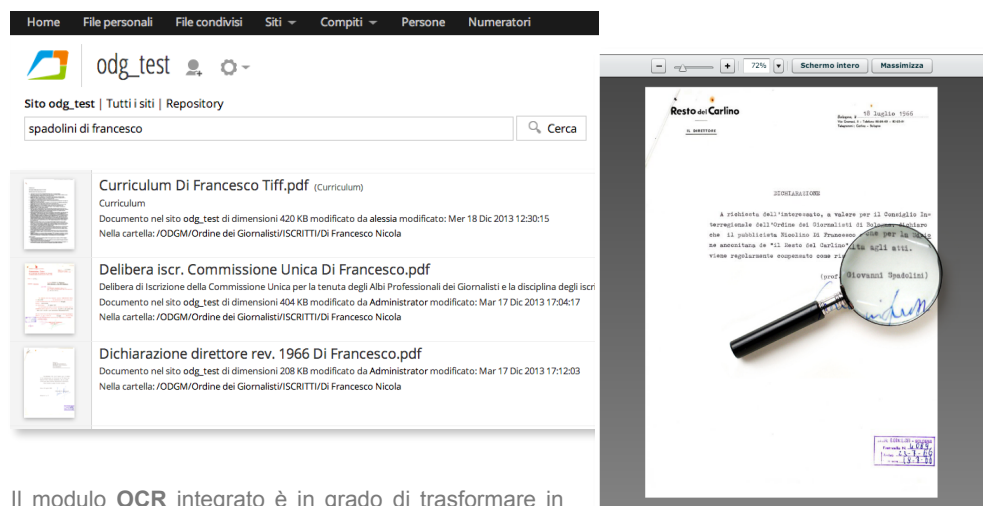 Home File personali File condivisi Siti Compiti Persone Numeratori
odg_test
Sito odg_test | Tutti i siti | Repository
spadolini di francesco
Cerca
Curriculum Di Francesco Tiff.pdf (Curriculum)
Curriculum
Documento nel sito odg_test di dimensioni 420 KB modificato da alessia modificato: Mer 18 Dic 2013 12:30:15
Nella cartella: /ODGM/Ordine dei Giornalisti/ISCRITTI/Di Francesco Nicola
Delibera iscr. Commissione Unica Di Francesco.pdf
Delibera di Iscrizione della Commissione Unica per la tenuta degli Albi Professionali dei Giornalisti e la disciplina degli iscri
Documento nel sito odg_test di dimensioni 404 KB modificato da Administrator modificato: Mar 17 Dic 2013 17:04:17
Nella cartella: /ODGM/Ordine dei Giornalisti/ISCRITTI/Di Francesco Nicola
Dichiarazione direttore rev. 1966 Di Francesco.pdf
Documento nel sito odg_test di dimensioni 208 KB modificato da Administrator modificato: Mar 17 Dic 2013 17:12:03
Nella cartella: /ODGM/Ordine dei Giornalisti/ISCRITTI/Di Francesco Nicola
Il modulo OCR integrato è in grado di trasformare in
72% Schermo intero Massimizza
Resto del Carlino
IL DIRETTORE
Bologna, 18 luglio 1966
DICHIARAZIONE
A richiesta dell'interessato, a valere per il Consiglio In-
terregionale dell'Ordine dei Giornalisti di Bologna, dichiaro
che il pubblicista Nicolino Di Francesco
ne anconitana de "il Resto del Carlino" agli atti.
viene regolarmente compensato come
(prof. Giovanni Spadolini)